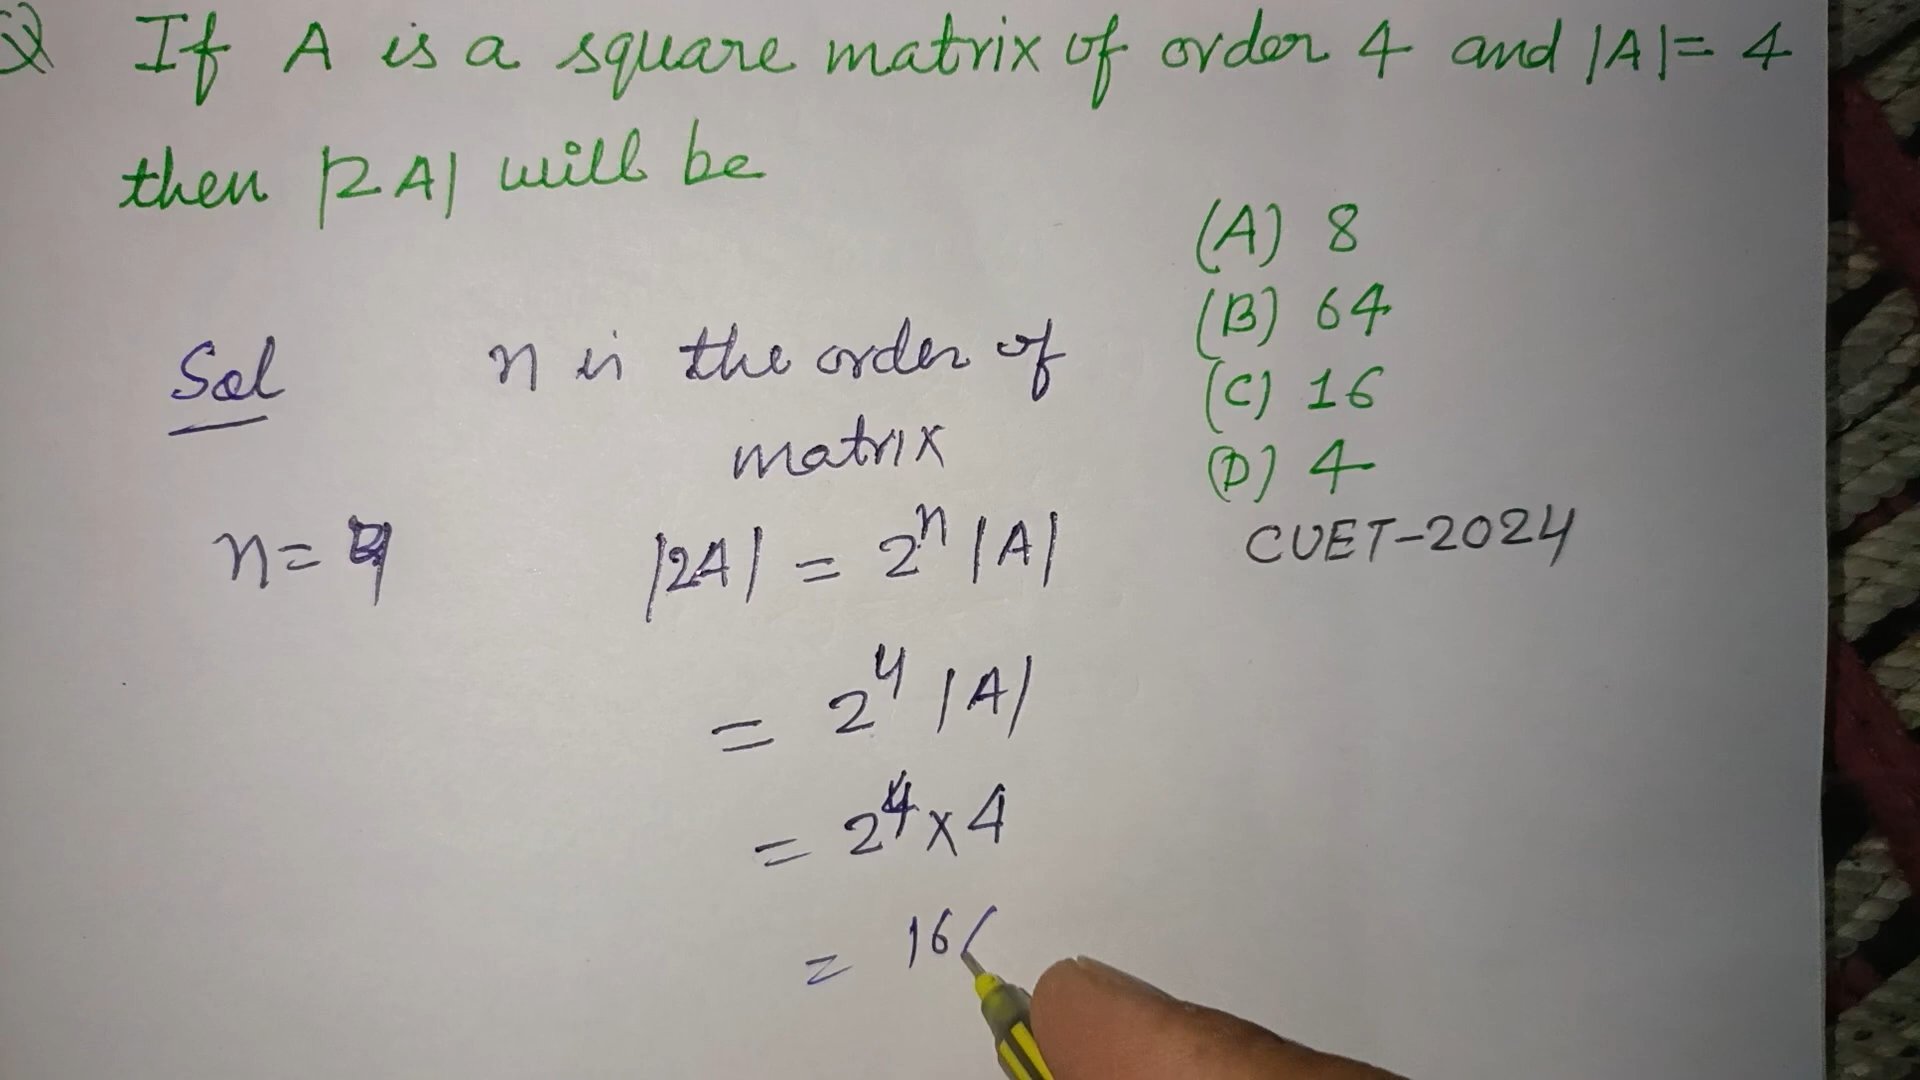 Q If A is a square matrix of order 4 and |A|= 4
then |2A| will be
(A) 8
(B) 64
(C) 16
(D) 4
CUET-2024
Sol n is the order of
matrix
n= 4 |2A| = 2ⁿ |A|
= 2⁴ |A|
= 2⁴ x 4
= 16